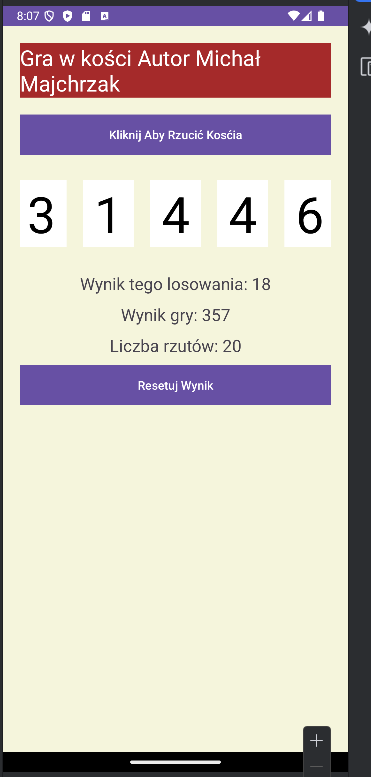 8:07
Gra w kości Autor Michał
Majchrzak
Kliknij Aby Rzucić Kosćia
3 1 4 4 6
Wynik tego losowania: 18
Wynik gry: 357
Liczba rzutów: 20
Resetuj Wynik